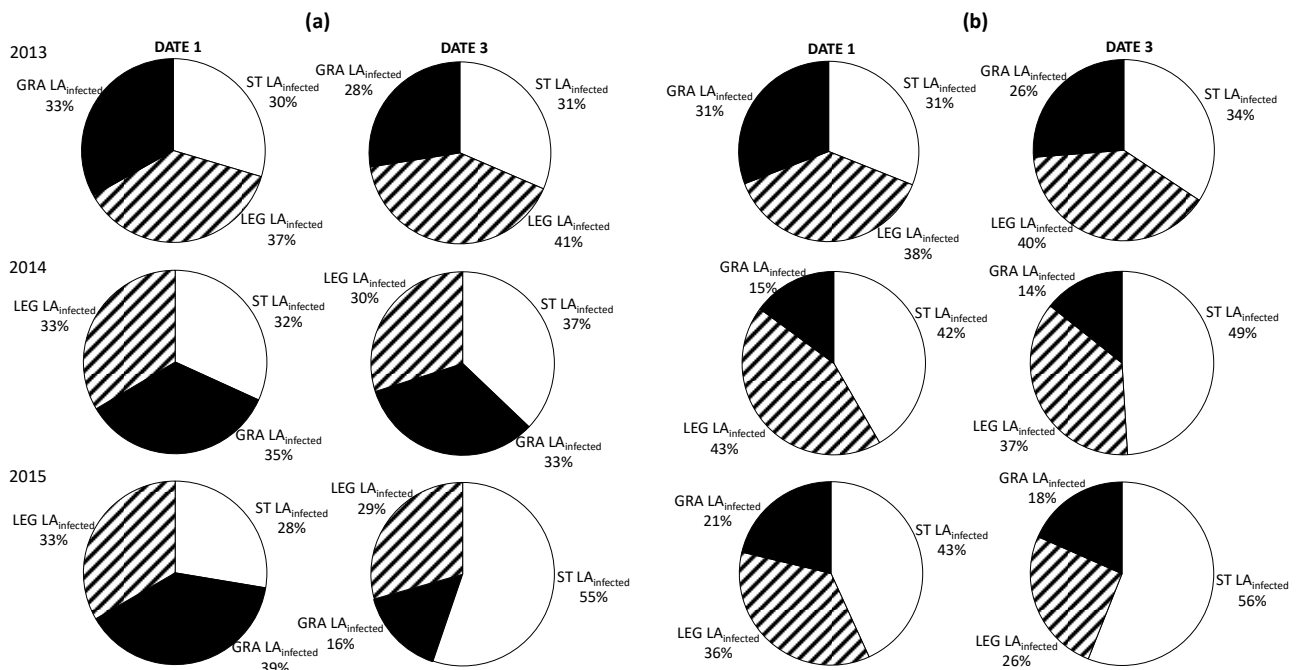 (a)
(b)
DATE 1
DATE 3
DATE 1
DATE 3
2013
GRA LAinfected
33%
ST LAinfected
30%
LEG LAinfected
37%
GRA LAinfected
28%
ST LAinfected
31%
LEG LAinfected
41%
GRA LAinfected
31%
ST LAinfected
31%
LEG LAinfected
38%
GRA LAinfected
26%
ST LAinfected
34%
LEG LAinfected
40%
2014
LEG LAinfected
33%
ST LAinfected
32%
GRA LAinfected
35%
LEG LAinfected
30%
ST LAinfected
37%
GRA LAinfected
33%
GRA LAinfected
15%
ST LAinfected
42%
LEG LAinfected
43%
GRA LAinfected
14%
ST LAinfected
49%
LEG LAinfected
37%
2015
LEG LAinfected
33%
ST LAinfected
28%
GRA LAinfected
39%
LEG LAinfected
29%
ST LAinfected
55%
GRA LAinfected
16%
GRA LAinfected
21%
ST LAinfected
43%
LEG LAinfected
36%
GRA LAinfected
18%
ST LAinfected
56%
LEG LAinfected
26%